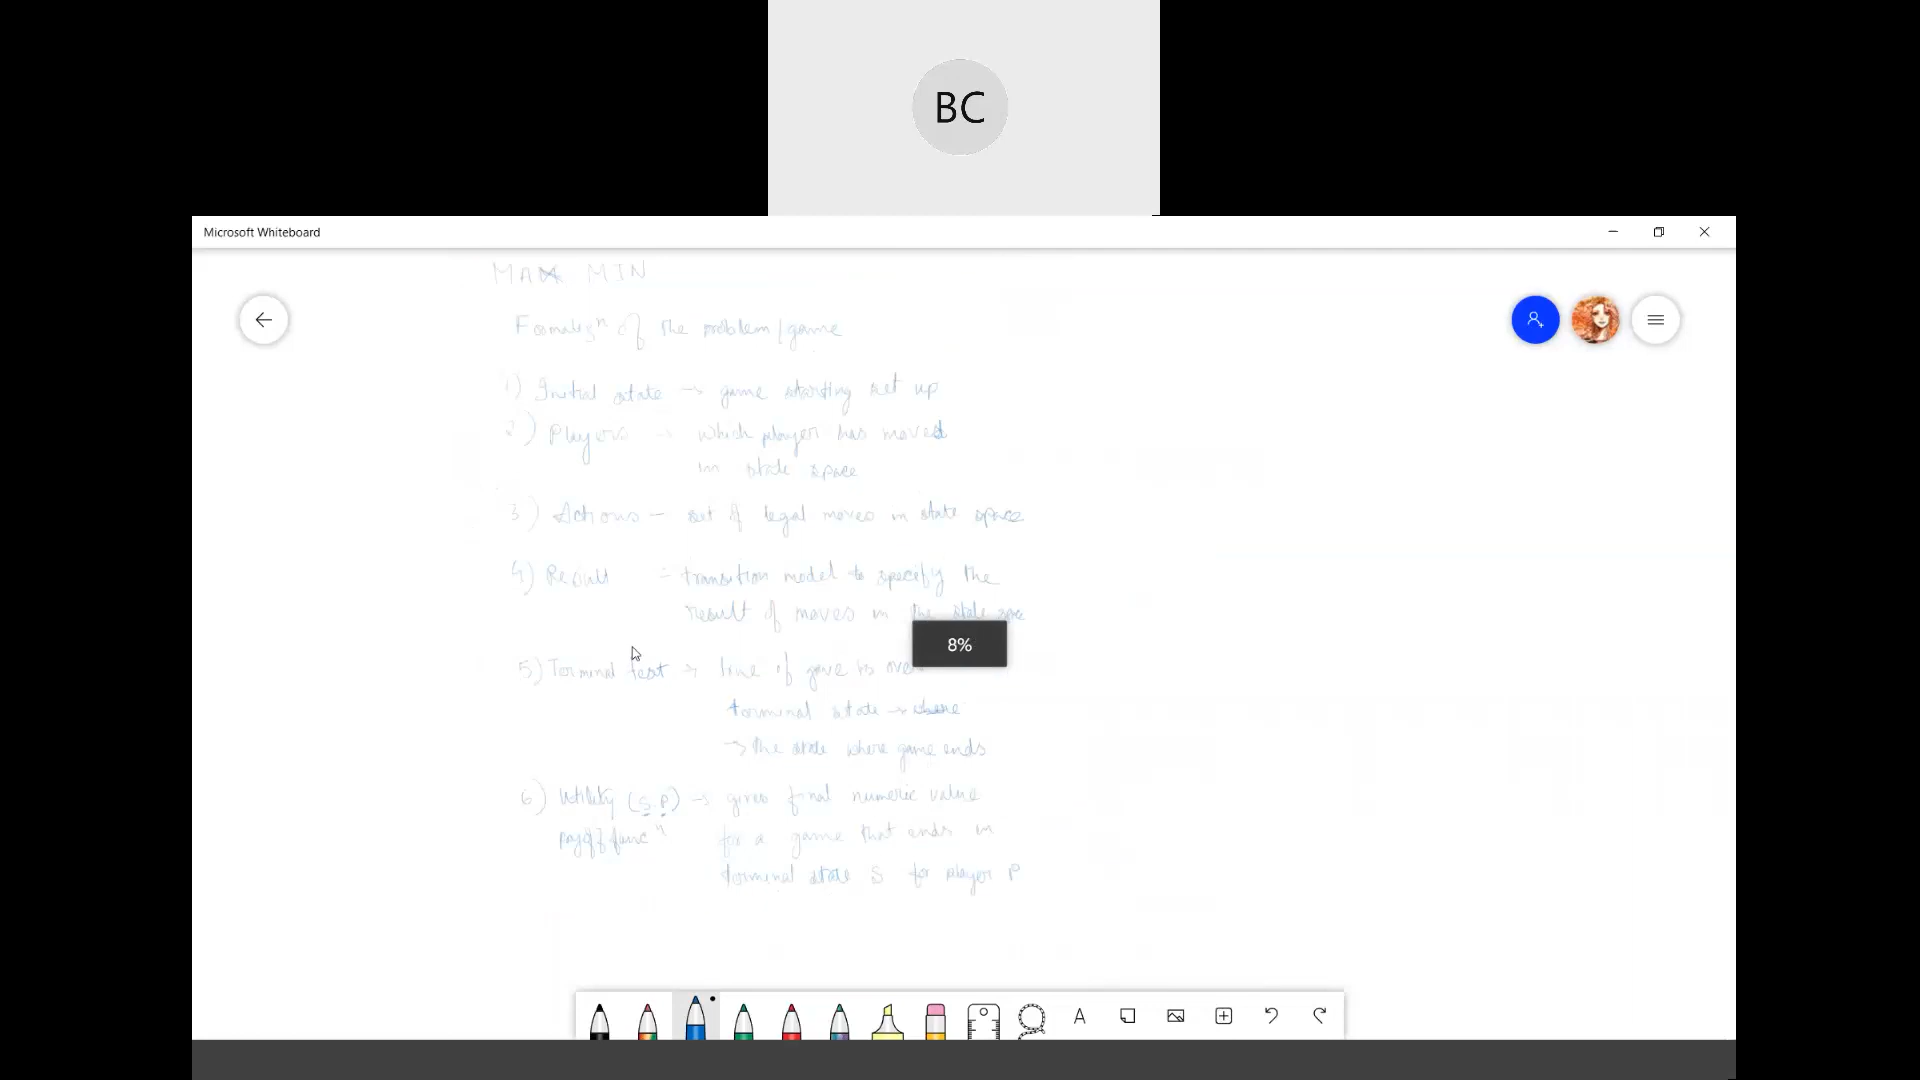 BC
Microsoft Whiteboard
MAX MIN
of the problem/game
1) Initial state → game starting set up
2) Players → which player has moved
in state space
3) Actions - set of legal moves in state space
4) Result - transition model to specify the
result of moves in the state space
8%
5) Terminal test → of game is over
terminal state → where
→ the state where game ends
6) Utility (S, P) → gives final numeric value
payoff funcⁿ for a game that ends in
terminal state S for player P
A